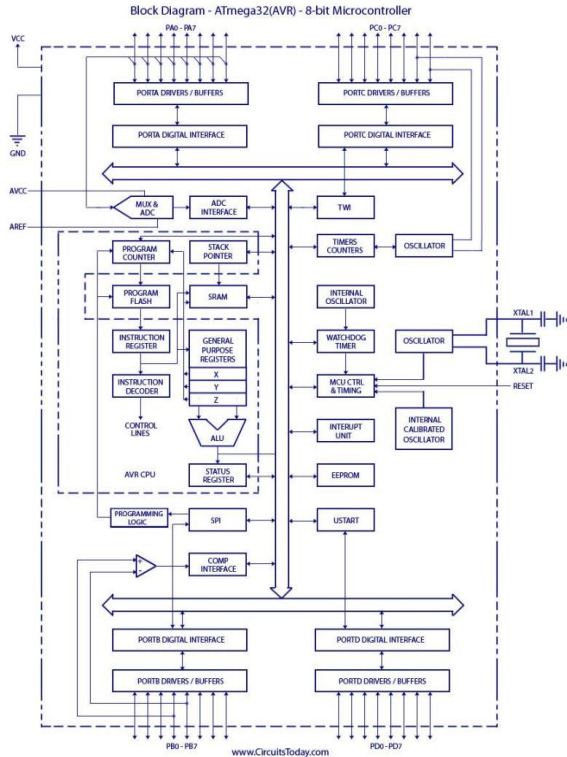 Block Diagram - ATmega32(AVR) - 8-bit Microcontroller
PA0 - PA7
PC0 - PC7
VCC
GND
PORTA DRIVERS / BUFFERS
PORTC DRIVERS / BUFFERS
PORTA DIGITAL INTERFACE
PORTC DIGITAL INTERFACE
AVCC
AREF
MUX &
ADC
ADC
INTERFACE
TWI
PROGRAM
COUNTER
STACK
POINTER
TIMERS
COUNTERS
OSCILLATOR
PROGRAM
FLASH
SRAM
INTERNAL
OSCILLATOR
XTAL1
INSTRUCTION
REGISTER
GENERAL
PURPOSE
REGISTERS
WATCHDOG
TIMER
OSCILLATOR
XTAL2
INSTRUCTION
DECODER
X
Y
Z
MCU CTRL
& TIMING
RESET
CONTROL
LINES
ALU
INTERUPT
UNIT
INTERNAL
CALIBRATED
OSCILLATOR
AVR CPU
STATUS
REGISTER
EEPROM
PROGRAMMING
LOGIC
SPI
USTART
+
−
COMP
INTERFACE
PORTB DIGITAL INTERFACE
PORTD DIGITAL INTERFACE
PORTB DRIVERS / BUFFERS
PORTD DRIVERS / BUFFERS
PB0 - PB7
PD0 - PD7
www.CircuitsToday.com